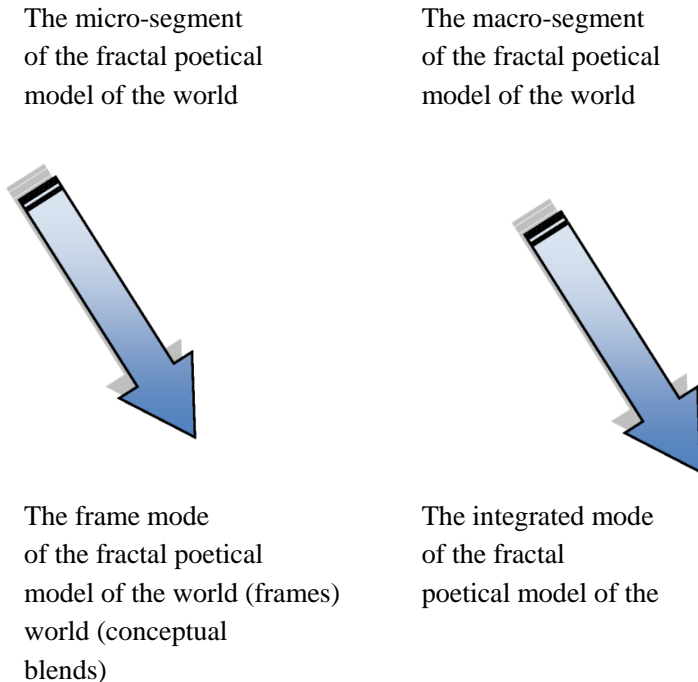 The micro-segment
of the fractal poetical
model of the world
The macro-segment
of the fractal poetical
model of the world
The frame mode
of the fractal poetical
model of the world (frames)
world (conceptual
blends)
The integrated mode
of the fractal
poetical model of the